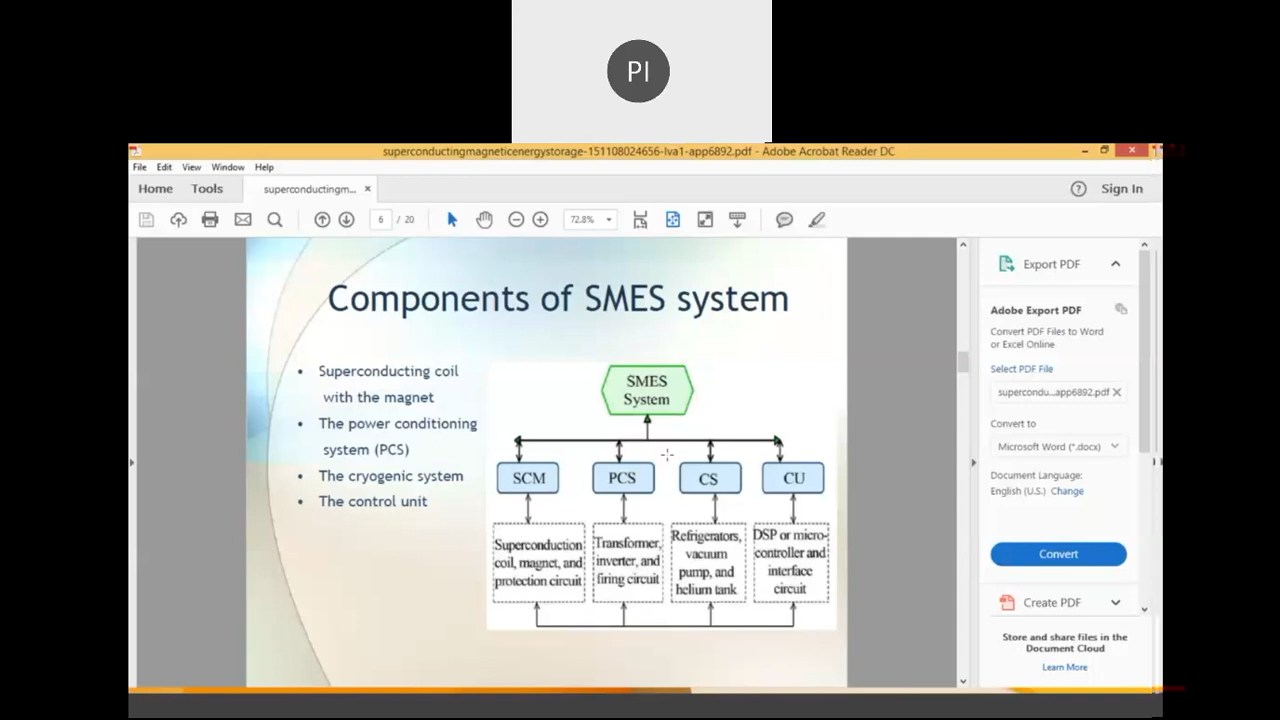 PI
superconductingmagneticenergystorage-151108024656-lva1-app6892.pdf - Adobe Acrobat Reader DC
File Edit View Window Help
Home Tools superconductingm... × Sign In
6 / 20 72.8%
Components of SMES system
• Superconducting coil
with the magnet
• The power conditioning
system (PCS)
• The cryogenic system
• The control unit
SMES
System
SCM PCS CS CU
Superconduction
coil, magnet, and
protection circuit
Transformer,
inverter, and
firing circuit
Refrigerators,
vacuum
pump, and
helium tank
DSP or micro-
controller and
interface
circuit
Export PDF
Adobe Export PDF
Convert PDF Files to Word
or Excel Online
Select PDF File
supercondu...app6892.pdf ×
Convert to
Microsoft Word (*.docx)
Document Language:
English (U.S.) Change
Convert
Create PDF
Store and share files in the
Document Cloud
Learn More